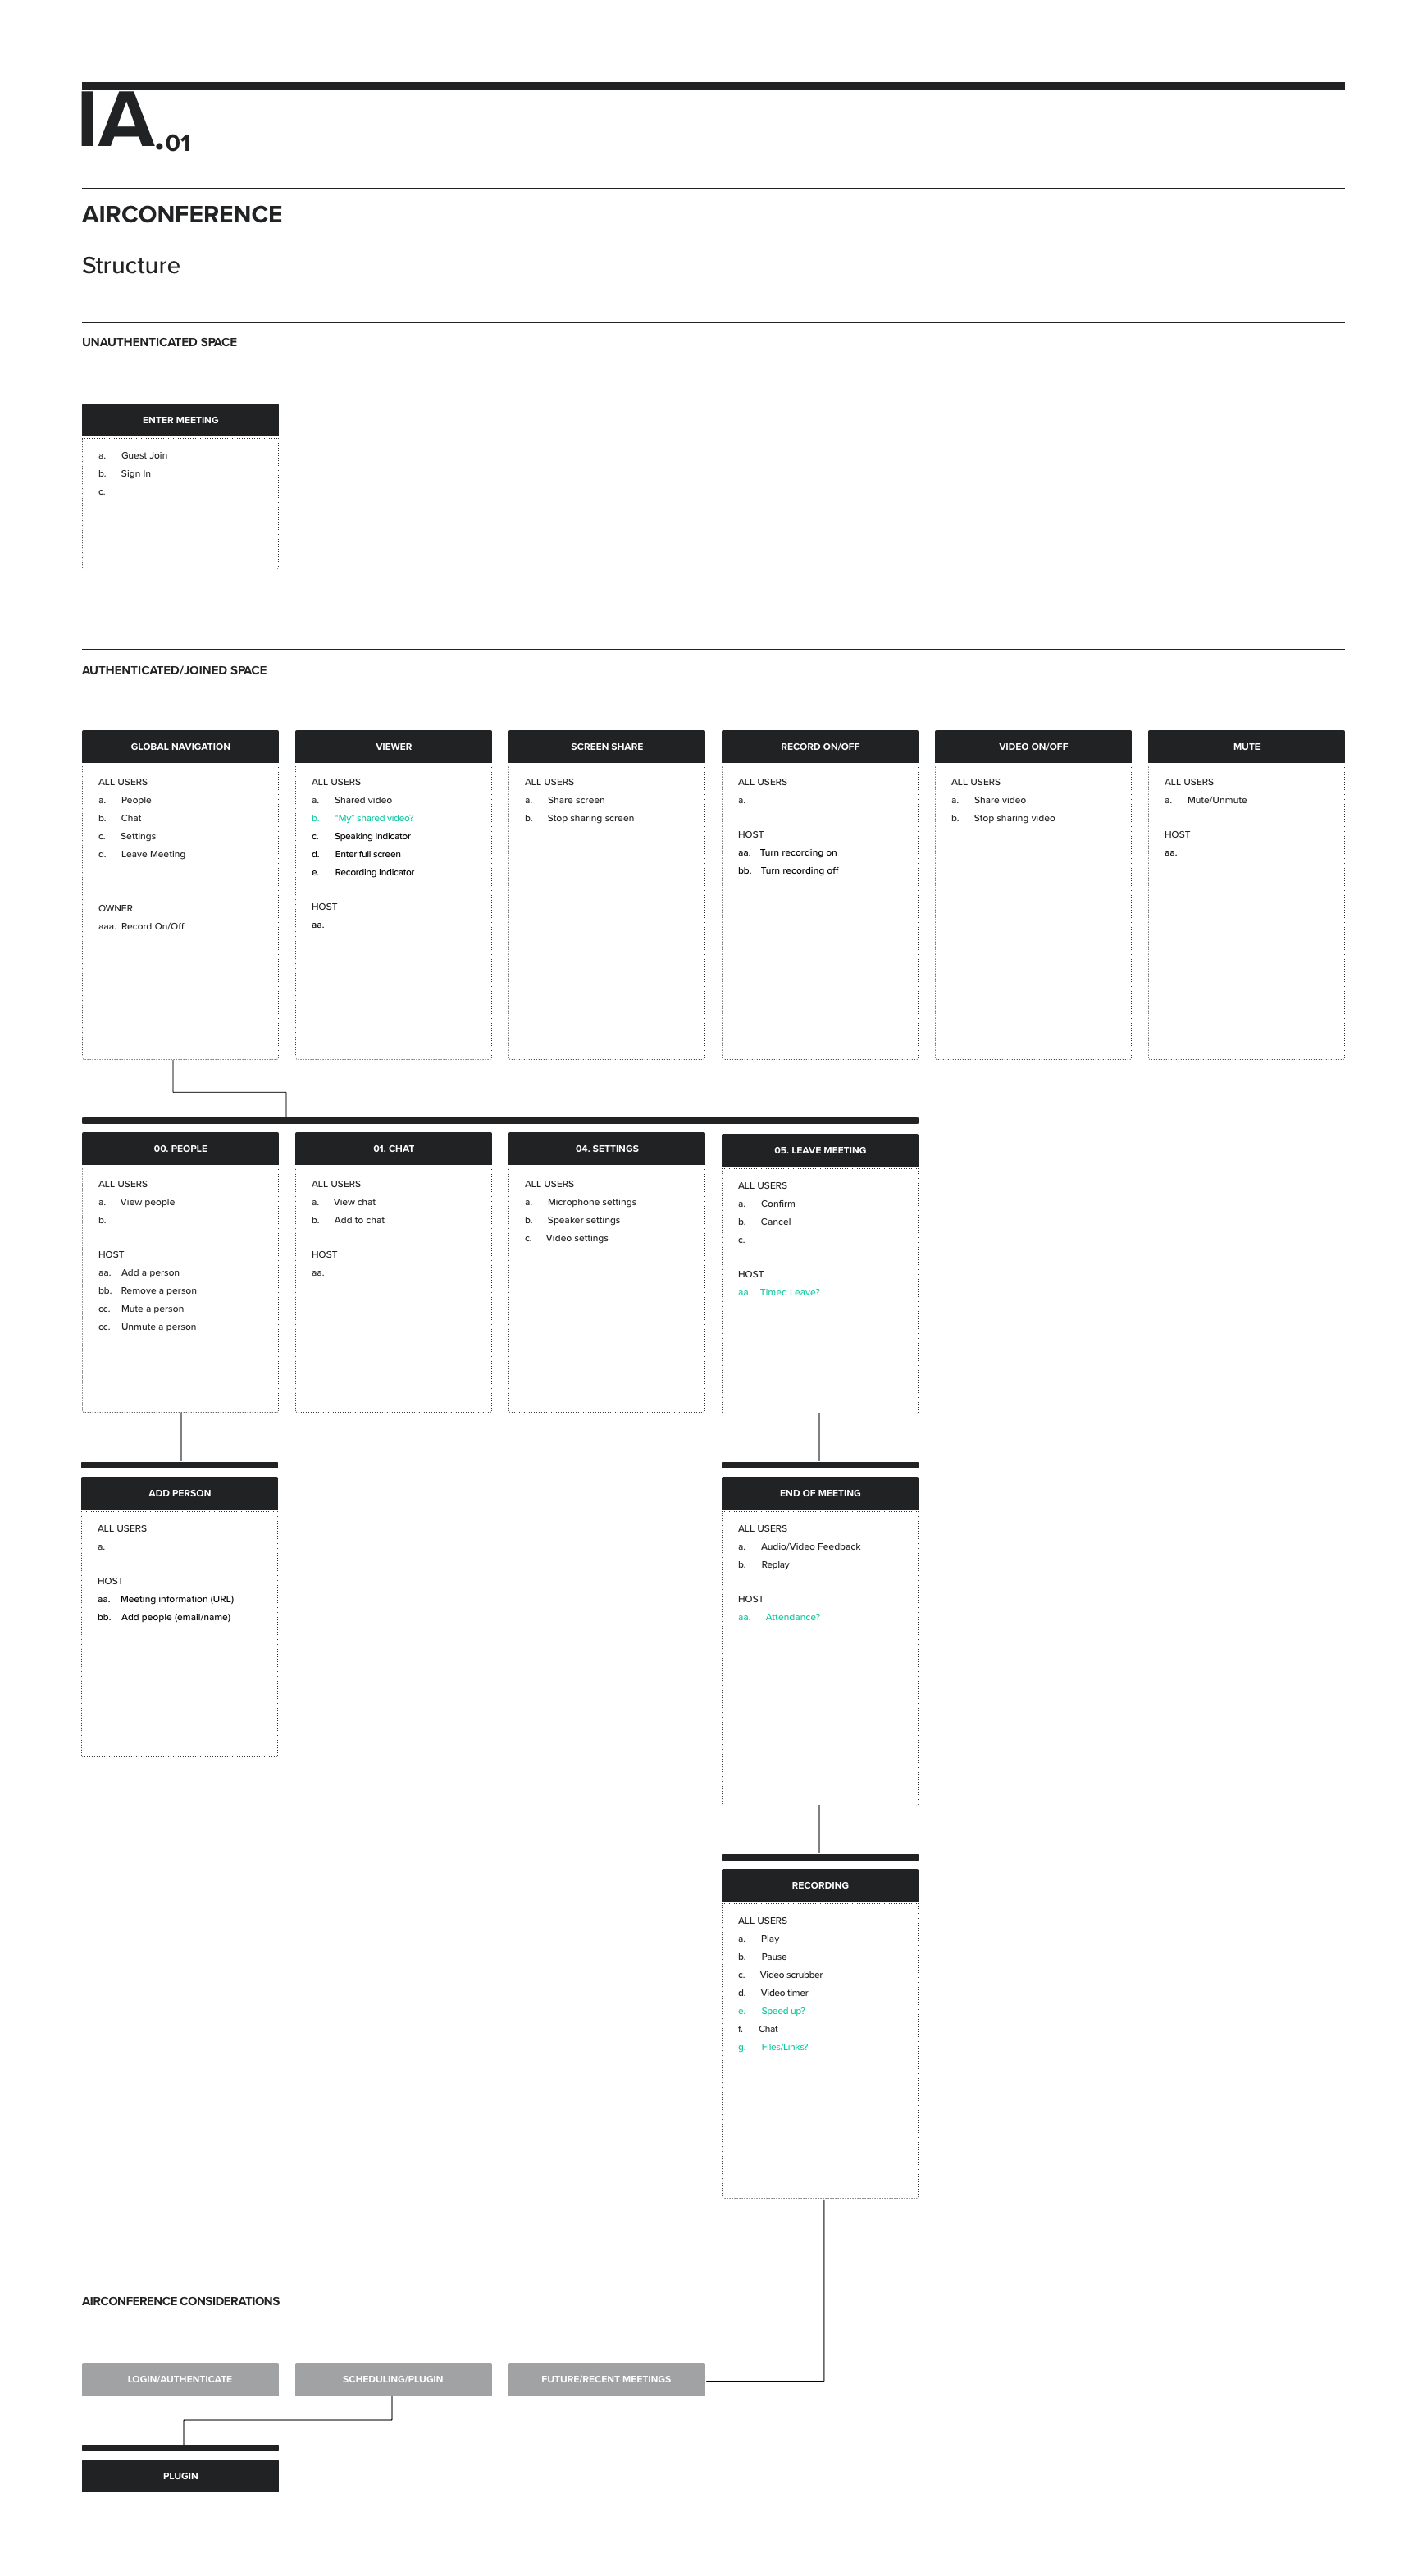 IA.01
AIRCONFERENCE
Structure
UNAUTHENTICATED SPACE
ENTER MEETING
a. Guest Join
b. Sign In
c.
AUTHENTICATED/JOINED SPACE
GLOBAL NAVIGATION
ALL USERS
a. People
b. Chat
c. Settings
d. Leave Meeting
OWNER
aaa. Record On/Off
VIEWER
ALL USERS
a. Shared video
b. “My” shared video?
c. Speaking Indicator
d. Enter full screen
e. Recording Indicator
HOST
aa.
SCREEN SHARE
ALL USERS
a. Share screen
b. Stop sharing screen
RECORD ON/OFF
ALL USERS
a.
HOST
aa. Turn recording on
bb. Turn recording off
VIDEO ON/OFF
ALL USERS
a. Share video
b. Stop sharing video
MUTE
ALL USERS
a. Mute/Unmute
HOST
aa.
00. PEOPLE
ALL USERS
a. View people
b.
HOST
aa. Add a person
bb. Remove a person
cc. Mute a person
cc. Unmute a person
01. CHAT
ALL USERS
a. View chat
b. Add to chat
HOST
aa.
04. SETTINGS
ALL USERS
a. Microphone settings
b. Speaker settings
c. Video settings
05. LEAVE MEETING
ALL USERS
a. Confirm
b. Cancel
c.
HOST
aa. Timed Leave?
ADD PERSON
ALL USERS
a.
HOST
aa. Meeting information (URL)
bb. Add people (email/name)
END OF MEETING
ALL USERS
a. Audio/Video Feedback
b. Replay
HOST
aa. Attendance?
RECORDING
ALL USERS
a. Play
b. Pause
c. Video scrubber
d. Video timer
e. Speed up?
f. Chat
g. Files/Links?
AIRCONFERENCE CONSIDERATIONS
LOGIN/AUTHENTICATE
SCHEDULING/PLUGIN
FUTURE/RECENT MEETINGS
PLUGIN